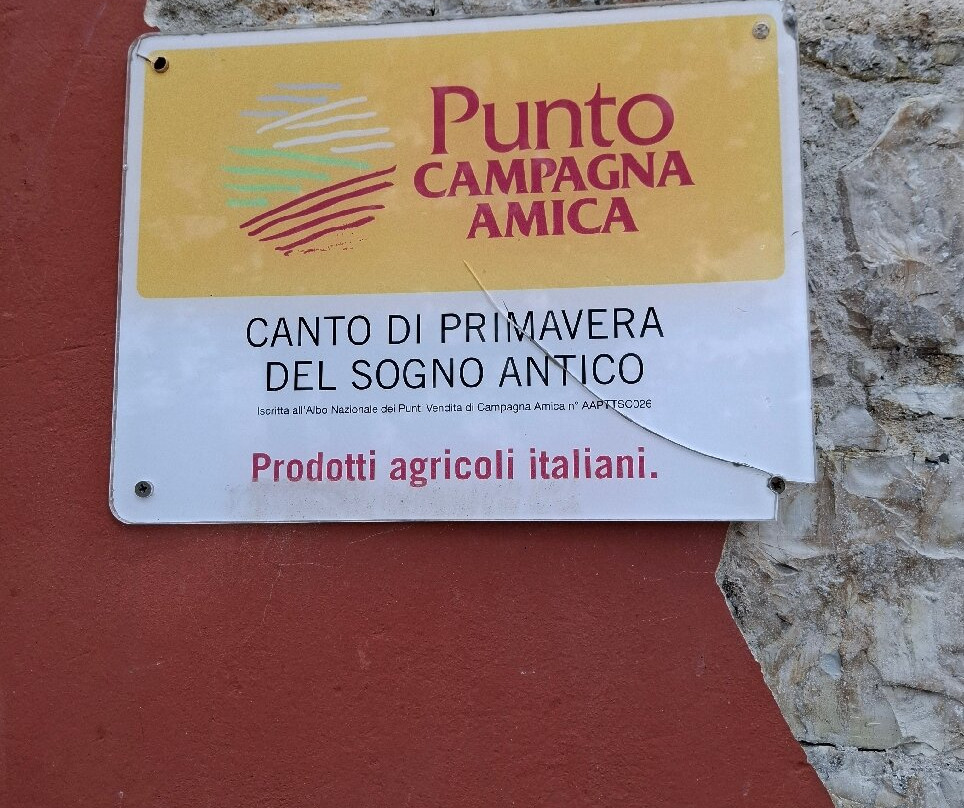 Punto
CAMPAGNA
AMICA
CANTO DI PRIMAVERA
DEL SOGNO ANTICO
Iscritta all'Albo Nazionale dei Punti Vendita di Campagna Amica n° AAPTTSC026
Prodotti agricoli italiani.